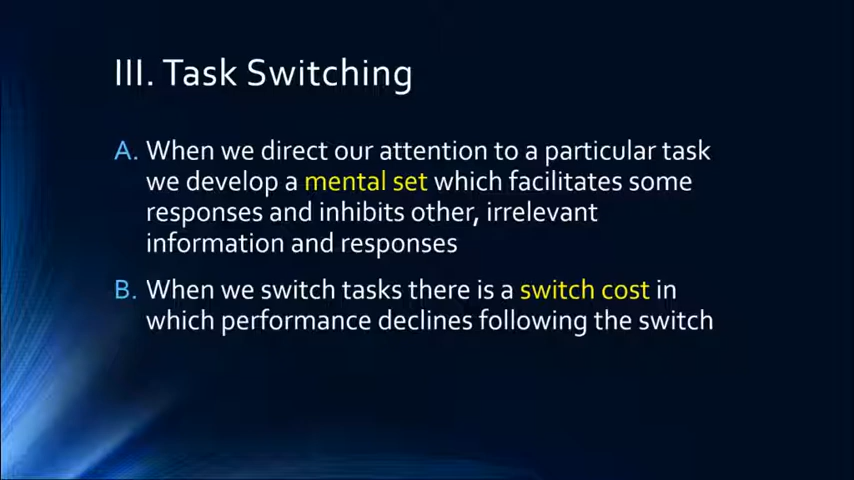 III. Task Switching
A. When we direct our attention to a particular task
we develop a mental set which facilitates some
responses and inhibits other, irrelevant
information and responses
B. When we switch tasks there is a switch cost in
which performance declines following the switch